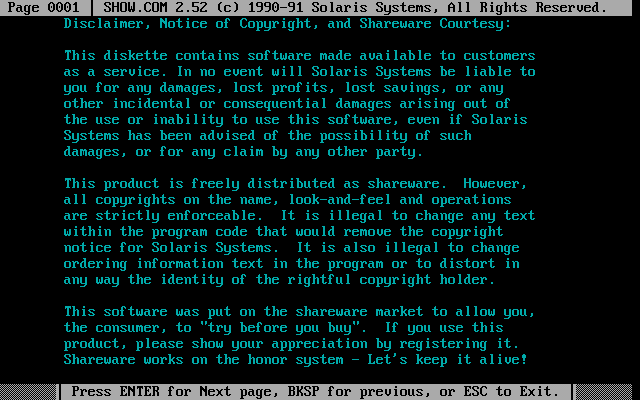 Page 0001 | SHOW.COM 2.52 (c) 1990-91 Solaris Systems, All Rights Reserved.
Disclaimer, Notice of Copyright, and Shareware Courtesy:
This diskette contains software made available to customers
as a service. In no event will Solaris Systems be liable to
you for any damages, lost profits, lost savings, or any
other incidental or consequential damages arising out of
the use or inability to use this software, even if Solaris
Systems has been advised of the possibility of such
damages, or for any claim by any other party.
This product is freely distributed as shareware.  However,
all copyrights on the name, look-and-feel and operations
are strictly enforceable.  It is illegal to change any text
within the program code that would remove the copyright
notice for Solaris Systems.  It is also illegal to change
ordering information text in the program or to distort in
any way the identity of the rightful copyright holder.
This software was put on the shareware market to allow you,
the consumer, to "try before you buy".  If you use this
product, please show your appreciation by registering it.
Shareware works on the honor system - Let's keep it alive!
Press ENTER for Next page, BKSP for previous, or ESC to Exit.